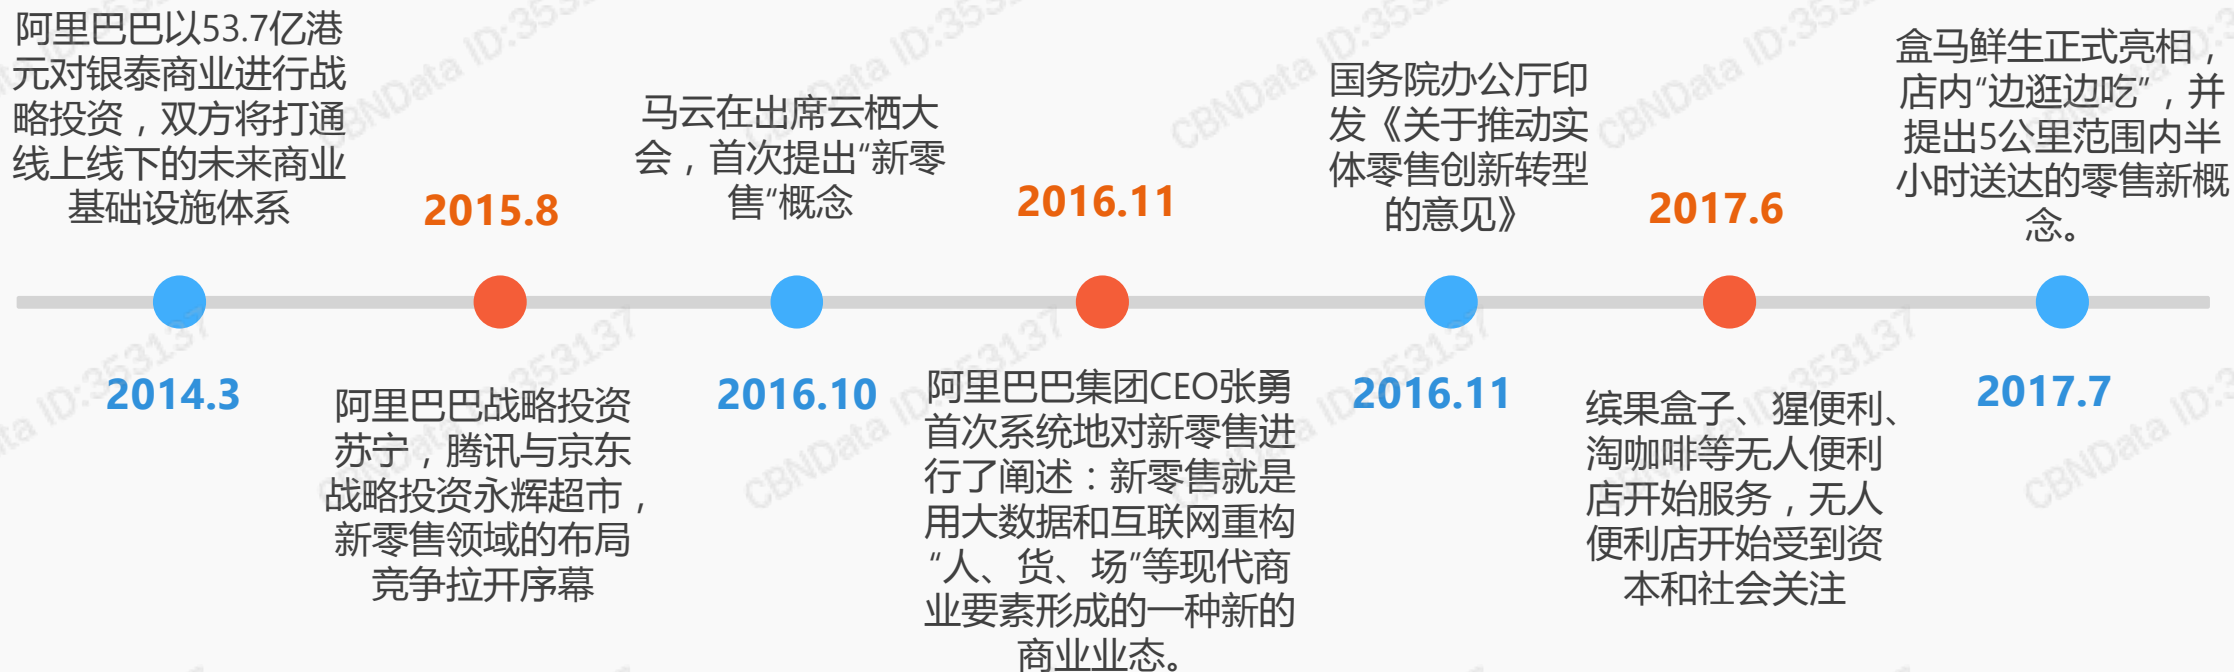 阿里巴巴以53.7亿港
元对银泰商业进行战
略投资，双方将打通
线上线下的未来商业
基础设施体系
2014.3
2015.8
阿里巴巴战略投资
苏宁，腾讯与京东
战略投资永辉超市，
新零售领域的布局
竞争拉开序幕
马云在出席云栖大
会，首次提出“新零
售“概念
2016.10
2016.11
阿里巴巴集团CEO张勇
首次系统地对新零售进
行了阐述：新零售就是
用大数据和互联网重构
“人、货、场”等现代商
业要素形成的一种新的
商业业态。
国务院办公厅印
发《关于推动实
体零售创新转型
的意见》
2016.11
2017.6
缤果盒子、猩便利、
淘咖啡等无人便利
店开始服务，无人
便利店开始受到资
本和社会关注
盒马鲜生正式亮相，
店内“边逛边吃”，并
提出5公里范围内半
小时送达的零售新概
念。
2017.7
CBNData ID:353137